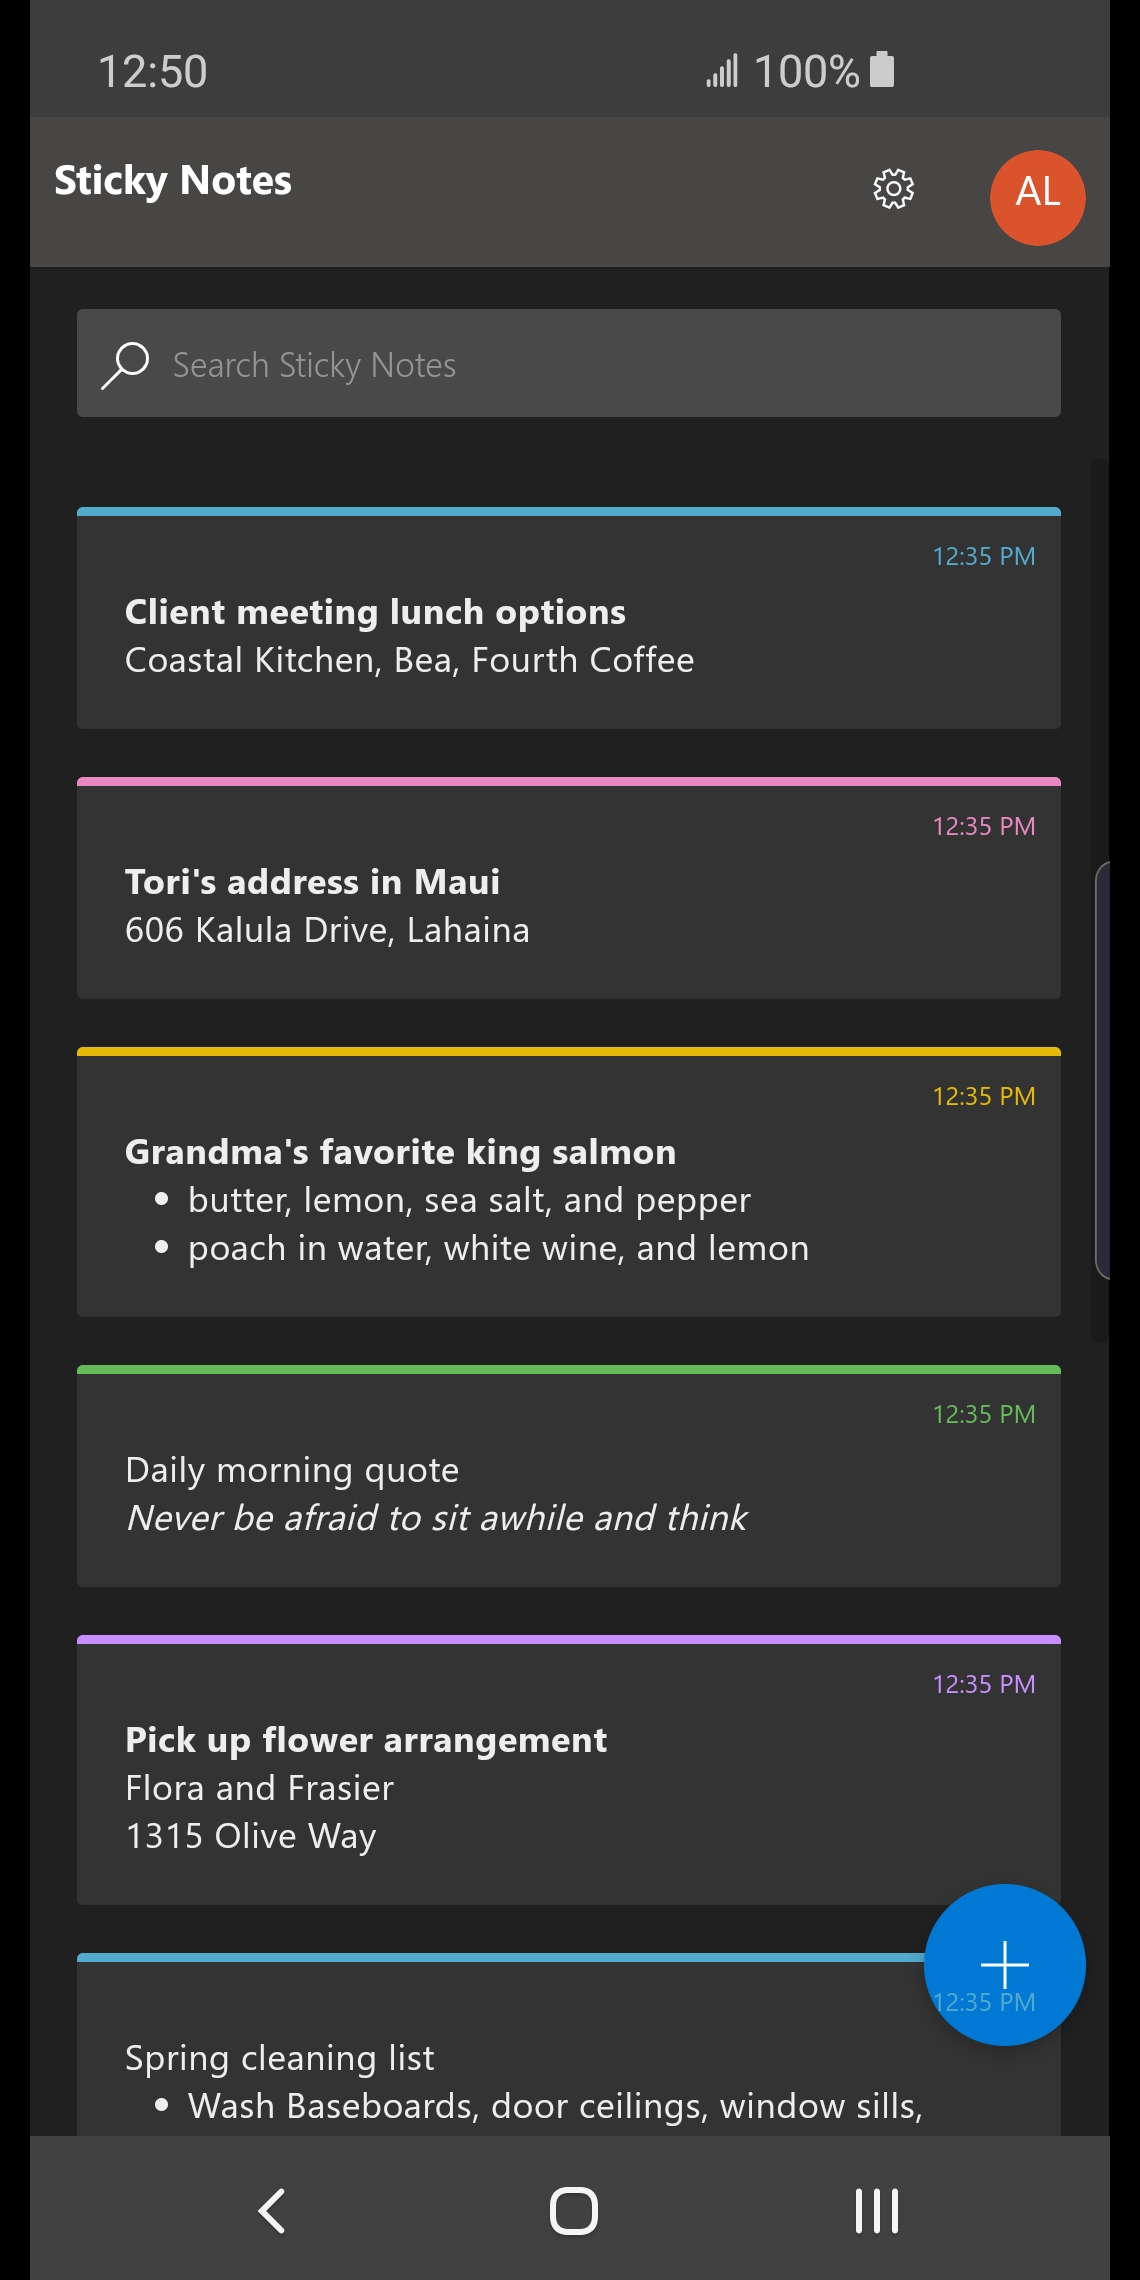 12:50 100%
Sticky Notes AL
Search Sticky Notes
12:35 PM
Client meeting lunch options
Coastal Kitchen, Bea, Fourth Coffee
12:35 PM
Tori's address in Maui
606 Kalula Drive, Lahaina
12:35 PM
Grandma's favorite king salmon
• butter, lemon, sea salt, and pepper
• poach in water, white wine, and lemon
12:35 PM
Daily morning quote
Never be afraid to sit awhile and think
12:35 PM
Pick up flower arrangement
Flora and Frasier
1315 Olive Way
12:35 PM
Spring cleaning list
• Wash Baseboards, door ceilings, window sills,